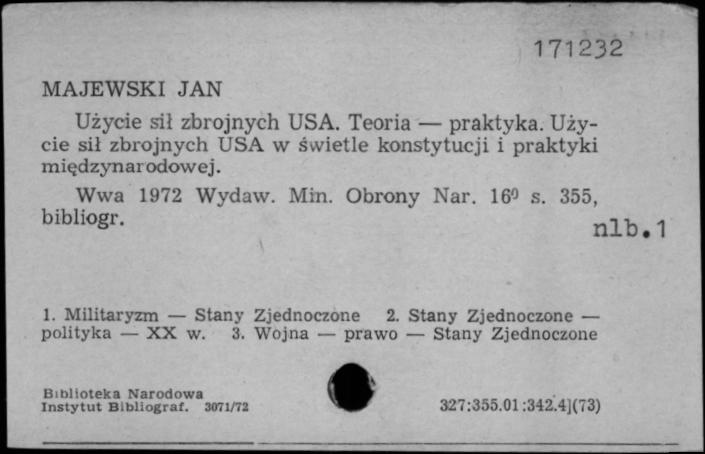 171232
MAJEWSKI JAN
Użycie sił zbrojnych USA. Teoria — praktyka. Uży-
cie sił zbrojnych USA w świetle konstytucji i praktyki
międzynarodowej.
Wwa 1972 Wydaw. Min. Obrony Nar. 16⁰ s. 355,
bibliogr.
nlb.1
1. Militaryzm — Stany Zjednoczone 2. Stany Zjednoczone —
polityka — XX w. 3. Wojna — prawo — Stany Zjednoczone
Biblioteka Narodowa
Instytut Bibliograf. 3071/72
327:355.01:342.4](73)